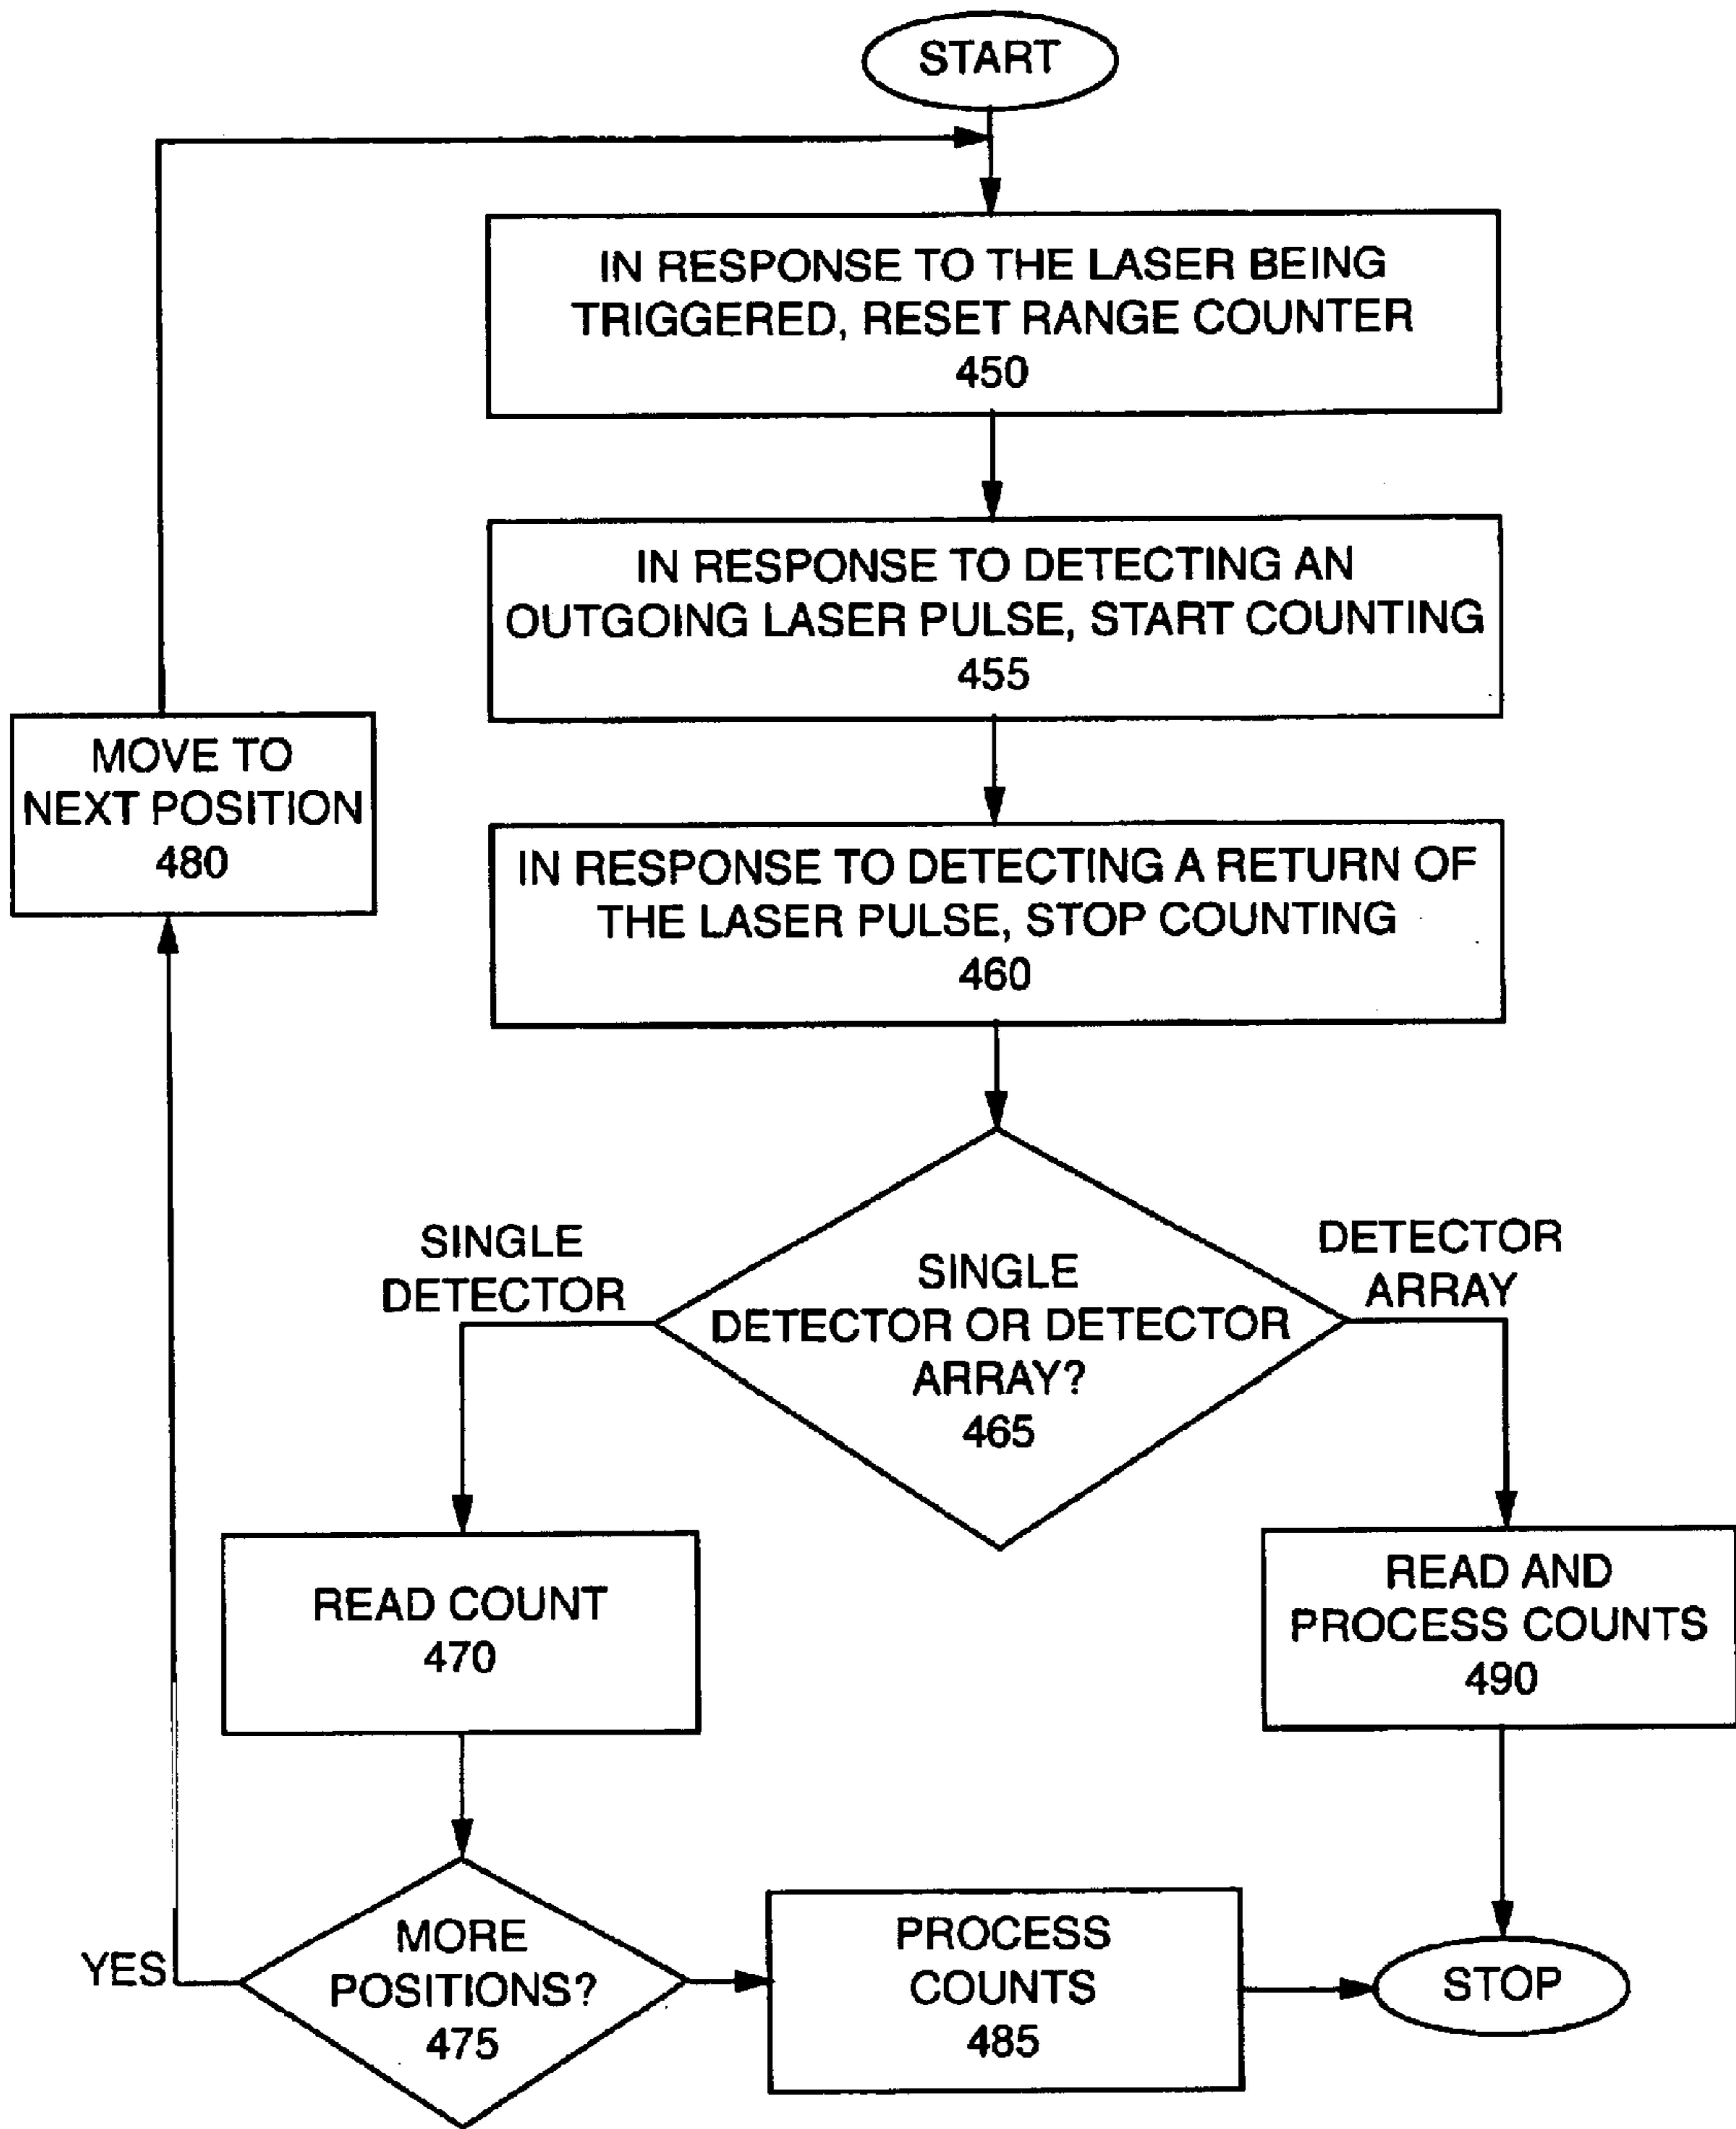 START
IN RESPONSE TO THE LASER BEING
TRIGGERED, RESET RANGE COUNTER
450
IN RESPONSE TO DETECTING AN
OUTGOING LASER PULSE, START COUNTING
455
MOVE TO
NEXT POSITION
480
IN RESPONSE TO DETECTING A RETURN OF
THE LASER PULSE, STOP COUNTING
460
SINGLE
DETECTOR
SINGLE
DETECTOR OR DETECTOR
ARRAY?
465
DETECTOR
ARRAY
READ COUNT
470
READ AND
PROCESS COUNTS
490
YES
MORE
POSITIONS?
475
PROCESS
COUNTS
485
STOP